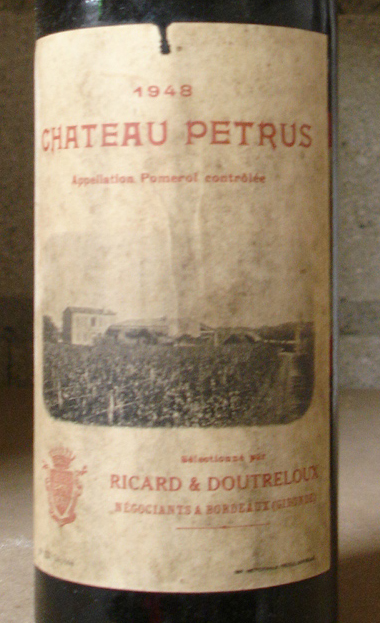 1948
CHATEAU PETRUS
Appellation Pomerol contrôlée
Sélectionné par
RICARD & DOUTRELOUX
NÉGOCIANTS A BORDEAUX (GIRONDE)